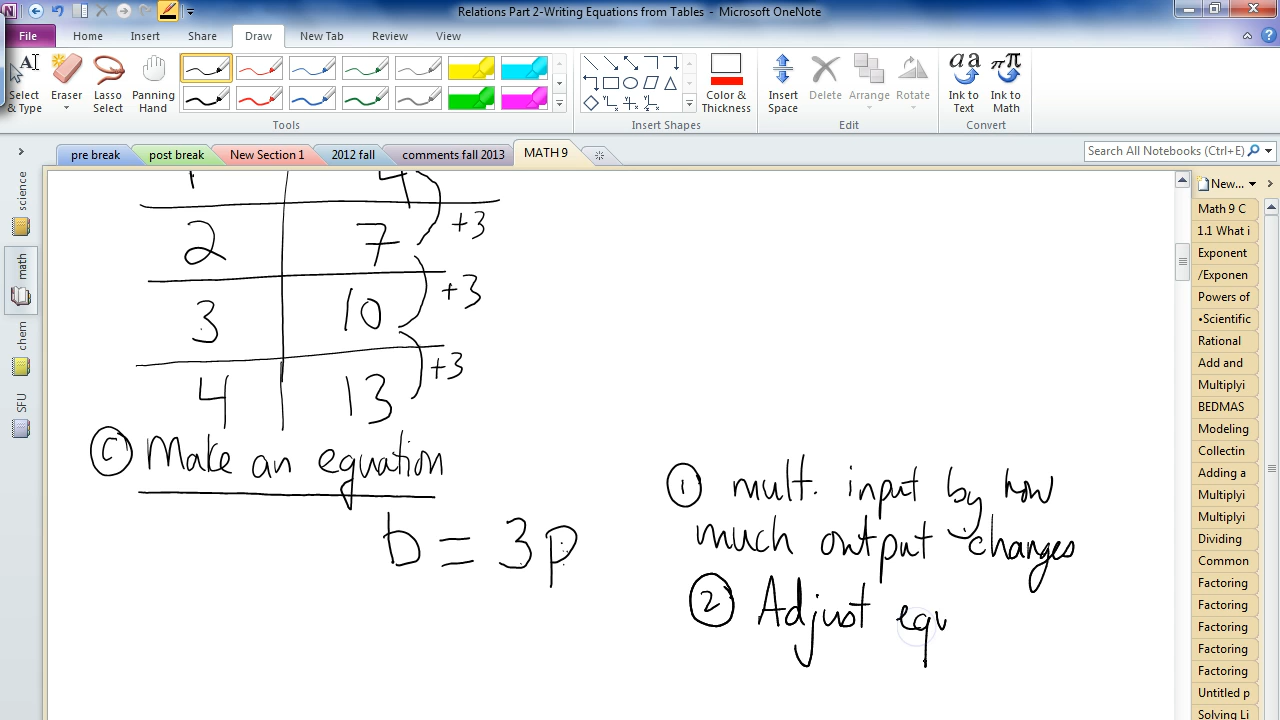 Relations Part 2-Writing Equations from Tables - Microsoft OneNote
File Home Insert Share Draw New Tab Review View
Select & Type
Eraser
Lasso Select
Panning Hand
Color & Thickness
Insert Space
Delete
Arrange
Rotate
Ink to Text
Ink to Math
Tools Insert Shapes Edit Convert
pre break post break New Section 1 2012 fall comments fall 2013 MATH 9
Search All Notebooks (Ctrl+E)
science
math
chem
SFU
New...
Math 9 C
1.1 What i
Exponent
/Exponen
Powers of
•Scientific
Rational
Add and
Multiplyi
BEDMAS
Modeling
Collectin
Adding a
Multiplyi
Multiplyi
Dividing
Common
Factoring
Factoring
Factoring
Factoring
Factoring
Untitled p
Solving Li
1 4
+3
2 7
+3
3 10
+3
4 13
Ⓒ Make an equation
b = 3p
① mult. input by how
much output changes
② Adjust equ